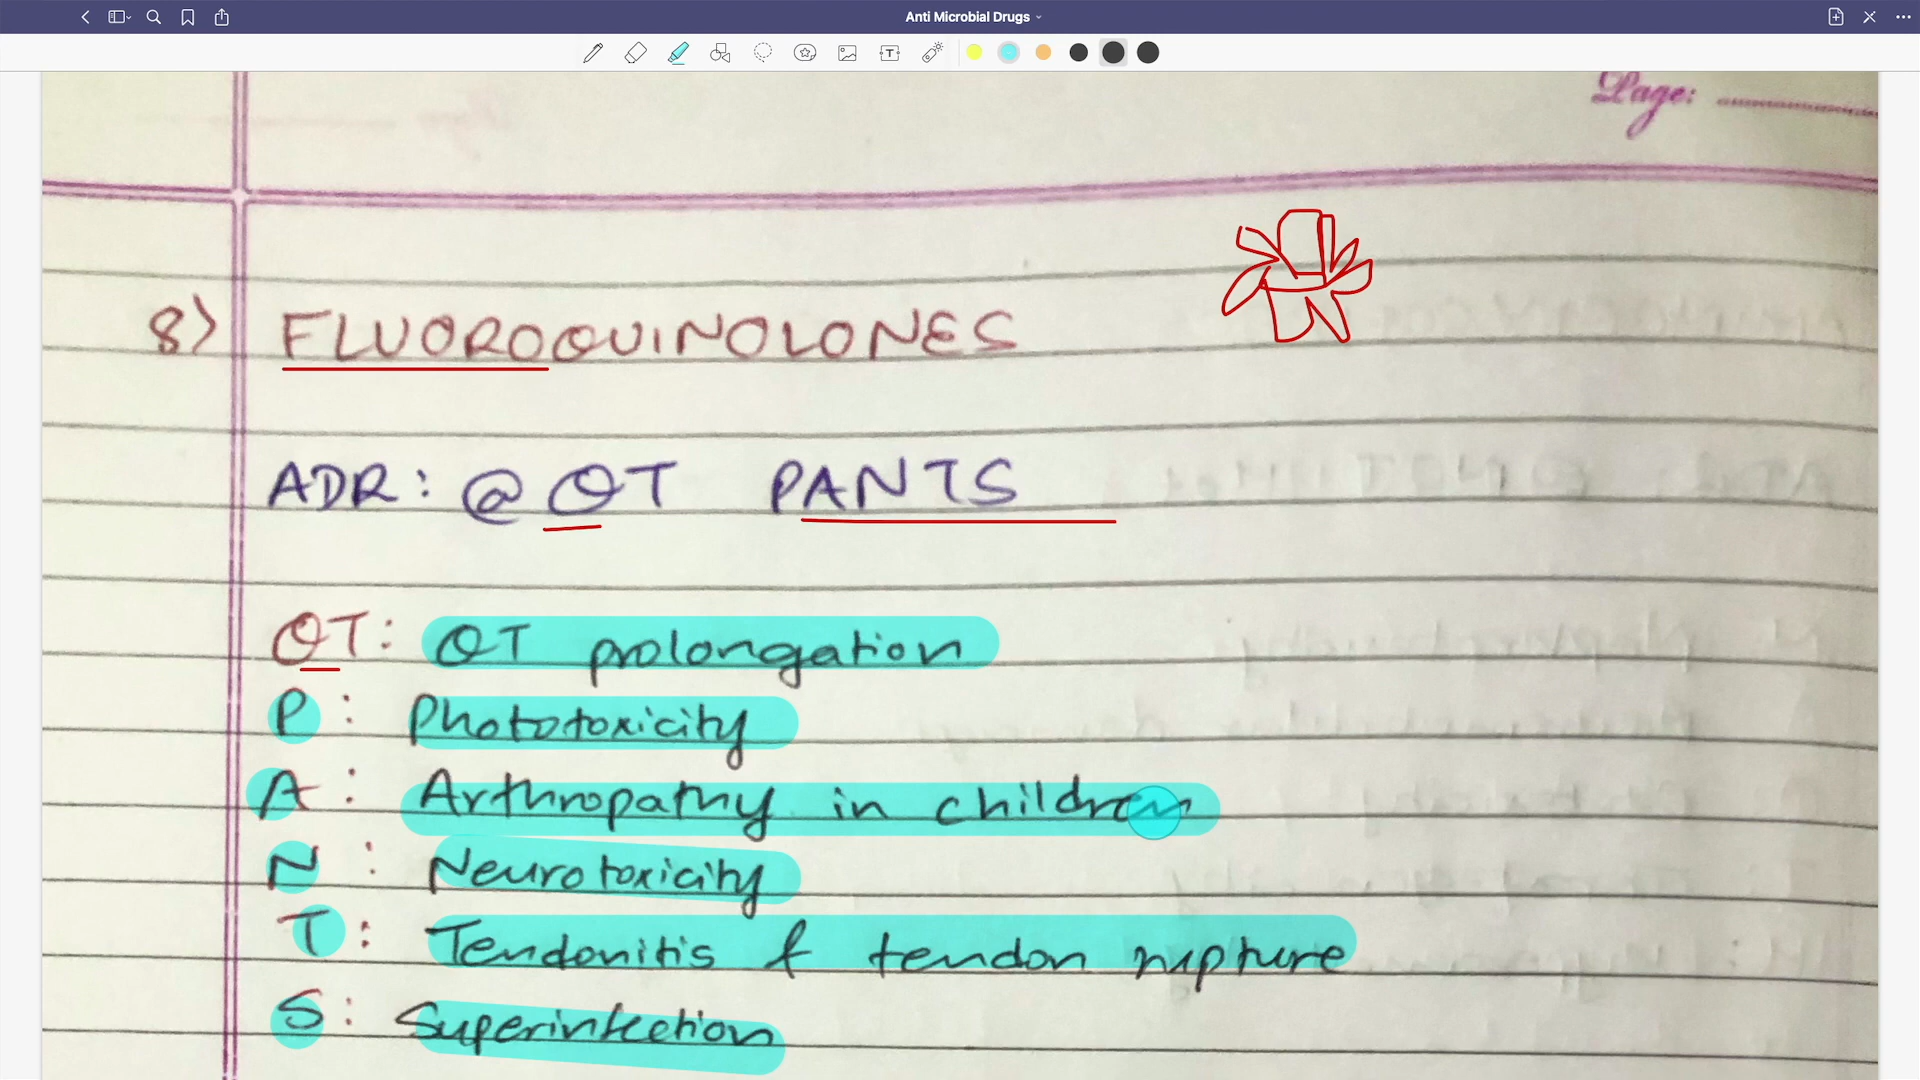 Anti Microbial Drugs
Page:
8) FLUOROQUINOLONES
ADR: @ QT PANTS
QT: QT prolongation
P: Phototoxicity
A: Arthropathy in children
N: Neurotoxicity
T: Tendonitis & tendon rupture
S: Superinfection